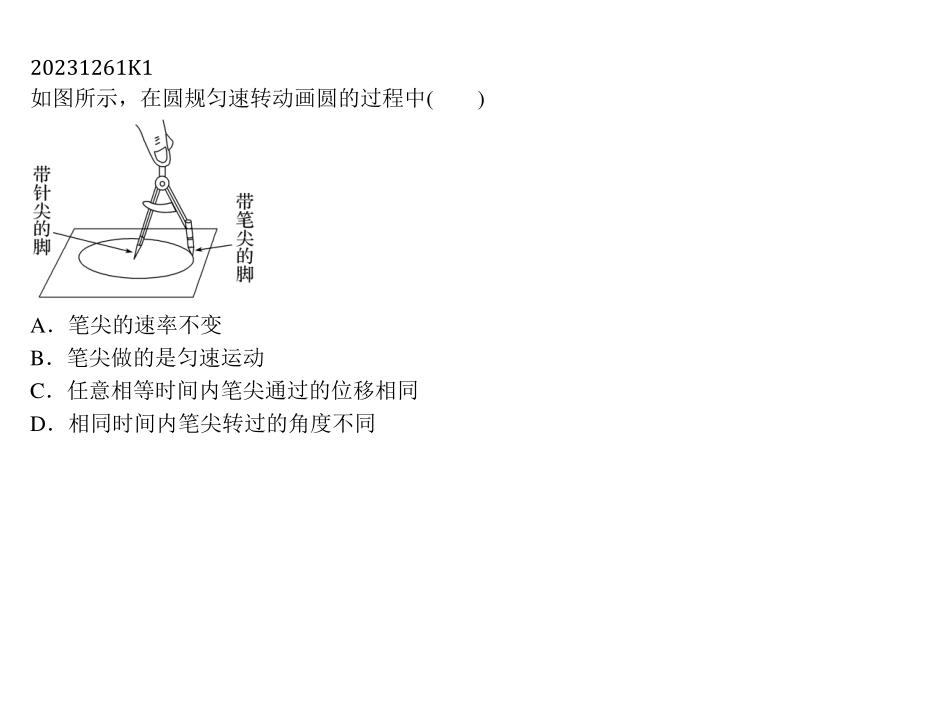 20231261K1
如图所示，在圆规匀速转动画圆的过程中(　　)
带针尖的脚
带笔尖的脚
A．笔尖的速率不变
B．笔尖做的是匀速运动
C．任意相等时间内笔尖通过的位移相同
D．相同时间内笔尖转过的角度不同